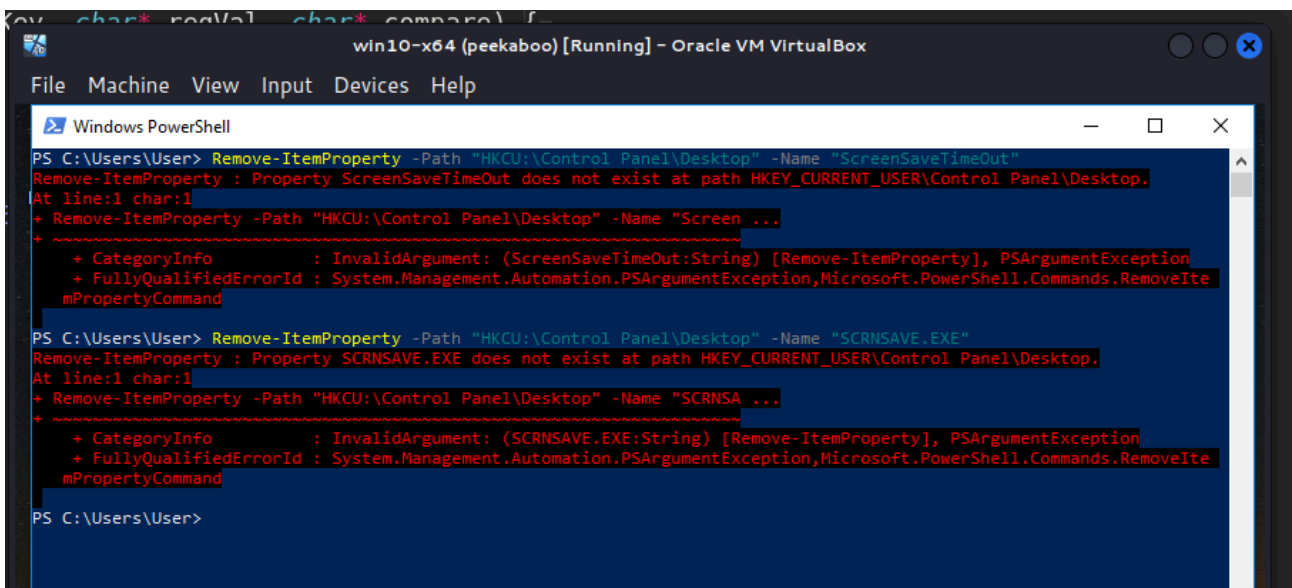 char* regVal, char* compare) {
win10-x64 (peekaboo) [Running] - Oracle VM VirtualBox
File Machine View Input Devices Help
Windows PowerShell
PS C:\Users\User> Remove-ItemProperty -Path "HKCU:\Control Panel\Desktop" -Name "ScreenSaveTimeOut"
Remove-ItemProperty : Property ScreenSaveTimeOut does not exist at path HKEY_CURRENT_USER\Control Panel\Desktop.
At line:1 char:1
+ Remove-ItemProperty -Path "HKCU:\Control Panel\Desktop" -Name "Screen ...
+ ~~~~~~~~~~~~~~~~~~~~~~~~~~~~~~~~~~~~~~~~~~~~~~~~~~~~~~~~~~~~~~~~~~~~~
+ CategoryInfo : InvalidArgument: (ScreenSaveTimeOut:String) [Remove-ItemProperty], PSArgumentException
+ FullyQualifiedErrorId : System.Management.Automation.PSArgumentException,Microsoft.PowerShell.Commands.RemoveIte
mPropertyCommand
PS C:\Users\User> Remove-ItemProperty -Path "HKCU:\Control Panel\Desktop" -Name "SCRNSAVE.EXE"
Remove-ItemProperty : Property SCRNSAVE.EXE does not exist at path HKEY_CURRENT_USER\Control Panel\Desktop.
At line:1 char:1
+ Remove-ItemProperty -Path "HKCU:\Control Panel\Desktop" -Name "SCRNSA ...
+ ~~~~~~~~~~~~~~~~~~~~~~~~~~~~~~~~~~~~~~~~~~~~~~~~~~~~~~~~~~~~~~~~~~~~~
+ CategoryInfo : InvalidArgument: (SCRNSAVE.EXE:String) [Remove-ItemProperty], PSArgumentException
+ FullyQualifiedErrorId : System.Management.Automation.PSArgumentException,Microsoft.PowerShell.Commands.RemoveIte
mPropertyCommand
PS C:\Users\User>